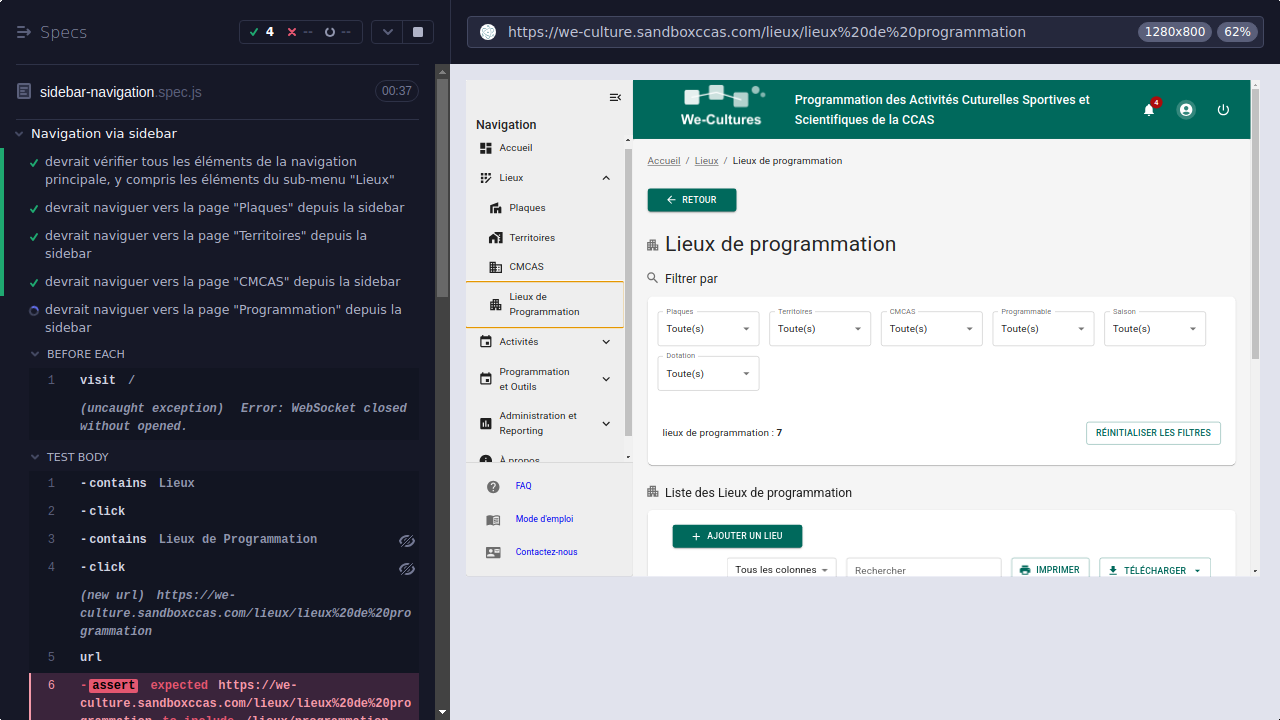 Specs
4
--
--
https://we-culture.sandboxccas.com/lieux/lieux%20de%20programmation
1280x800
62%
sidebar-navigation.spec.js
00:37
Navigation via sidebar
devrait vérifier tous les éléments de la navigation
principale, y compris les éléments du sub-menu "Lieux"
devrait naviguer vers la page "Plaques" depuis la sidebar
devrait naviguer vers la page "Territoires" depuis la
sidebar
devrait naviguer vers la page "CMCAS" depuis la sidebar
devrait naviguer vers la page "Programmation" depuis la
sidebar
BEFORE EACH
1 visit /
(uncaught exception) Error: WebSocket closed
without opened.
TEST BODY
1 -contains Lieux
2 -click
3 -contains Lieux de Programmation
4 -click
(new url) https://we-
culture.sandboxccas.com/lieux/lieux%20de%20pro
grammation
5 url
6 -assert expected https://we-
culture.sandboxccas.com/lieux/lieux%20de%20pro
grammation to include /lieux/programmation
Navigation
Accueil
Lieux
Plaques
Territoires
CMCAS
Lieux de
Programmation
Activités
Programmation
et Outils
Administration et
Reporting
À propos
FAQ
Mode d'emploi
Contactez-nous
We-Cultures
Programmation des Activités Cuturelles Sportives et
Scientifiques de la CCAS
4
Accueil / Lieux / Lieux de programmation
RETOUR
Lieux de programmation
Filtrer par
Plaques
Toute(s)
Territoires
Toute(s)
CMCAS
Toute(s)
Programmable
Toute(s)
Saison
Toute(s)
Dotation
Toute(s)
lieux de programmation : 7
RÉINITIALISER LES FILTRES
Liste des Lieux de programmation
AJOUTER UN LIEU
Tous les colonnes
Rechercher
IMPRIMER
TÉLÉCHARGER